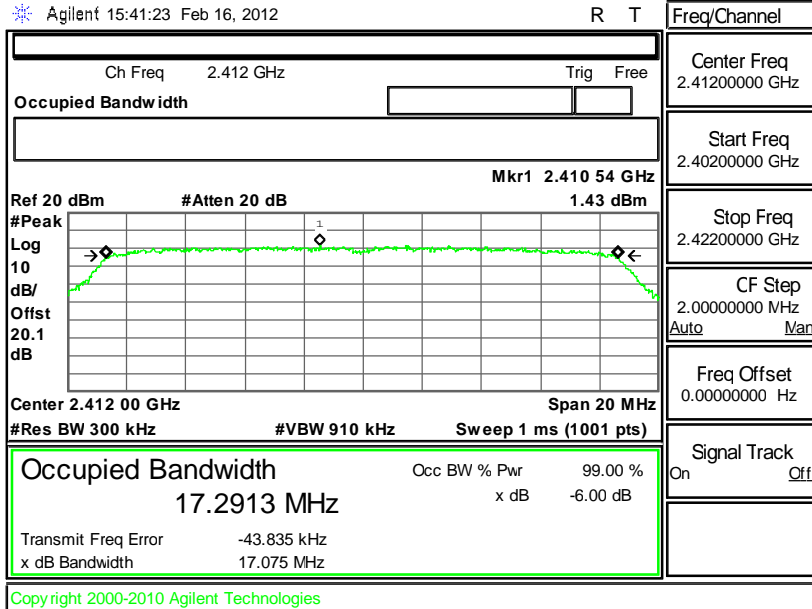 Agilent 15:41:23 Feb 16, 2012 R T
Ch Freq 2.412 GHz Trig Free
Occupied Bandwidth
Mkr1 2.410 54 GHz
Ref 20 dBm #Atten 20 dB 1.43 dBm
#Peak
Log
10
dB/
Offst
20.1
dB
1
Center 2.412 00 GHz Span 20 MHz
#Res BW 300 kHz #VBW 910 kHz Sweep 1 ms (1001 pts)
Occupied Bandwidth
17.2913 MHz
Occ BW % Pwr 99.00 %
x dB -6.00 dB
Transmit Freq Error -43.835 kHz
x dB Bandwidth 17.075 MHz
Copyright 2000-2010 Agilent Technologies
Freq/Channel
Center Freq
2.41200000 GHz
Start Freq
2.40200000 GHz
Stop Freq
2.42200000 GHz
CF Step
2.00000000 MHz
Auto Man
Freq Offset
0.00000000 Hz
Signal Track
On Off